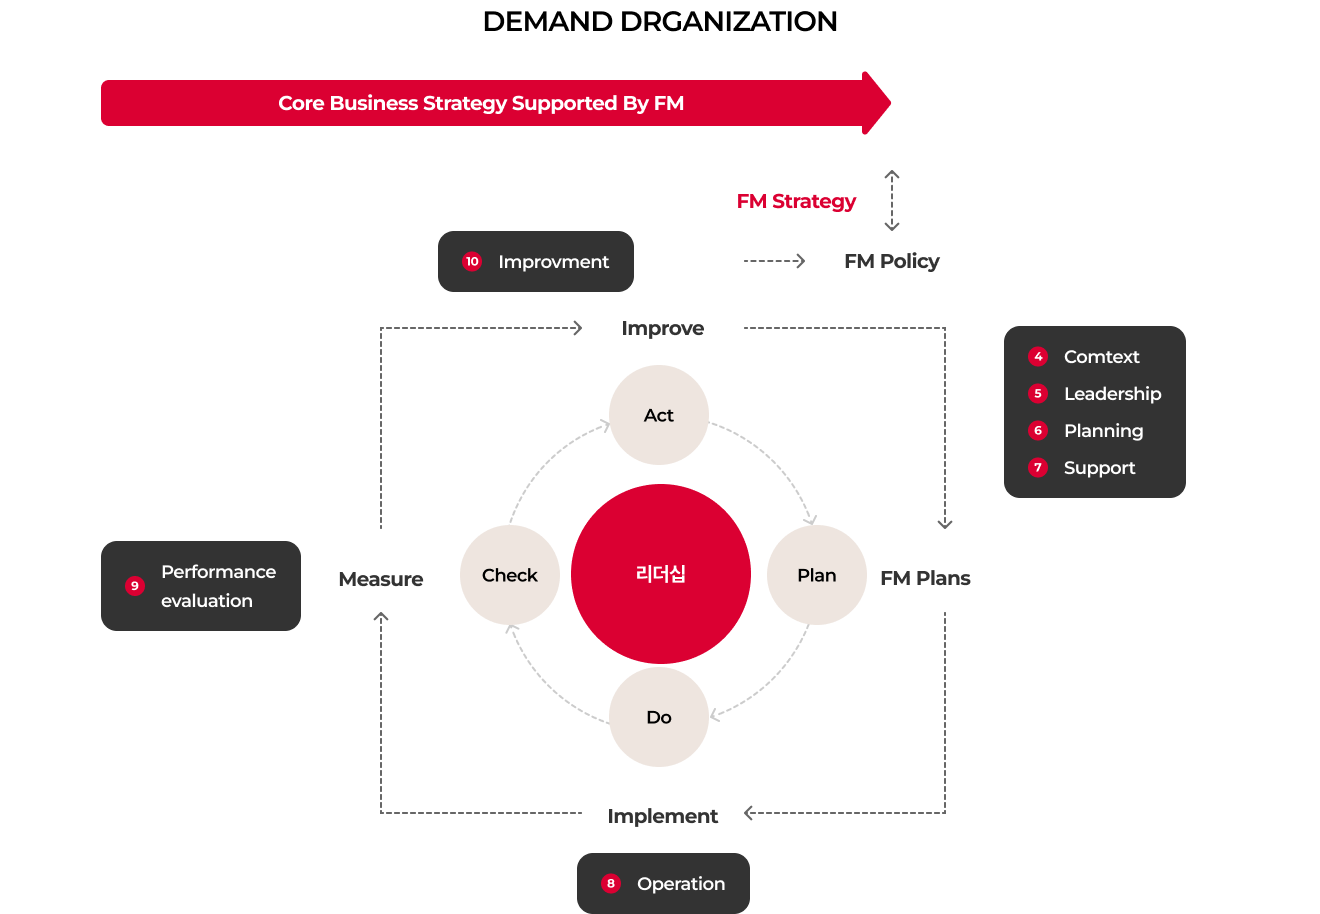 DEMAND DRGANIZATION
Core Business Strategy Supported By FM
FM Strategy
10 Improvment
FM Policy
Improve
4 Comtext
5 Leadership
6 Planning
7 Support
Act
9 Performance
evaluation
Measure
Check
리더십
Plan
FM Plans
Do
Implement
8 Operation